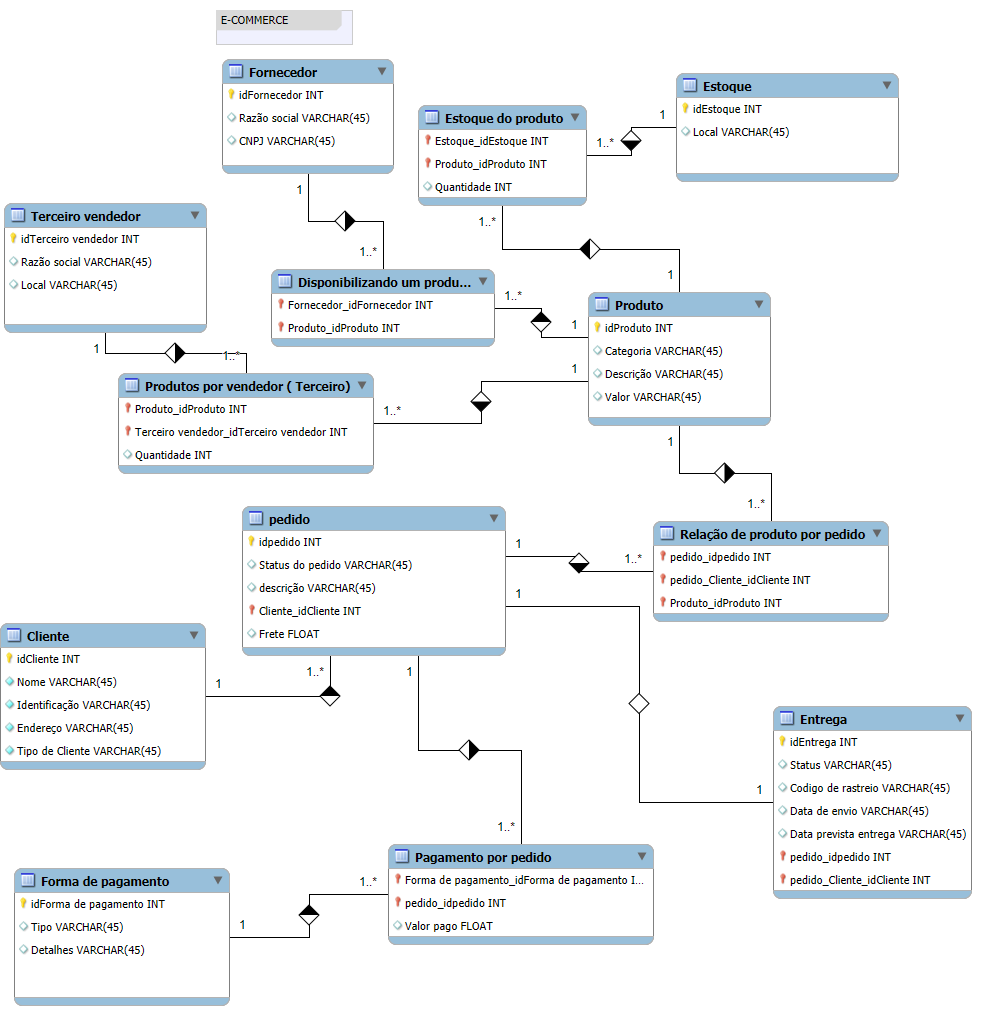 E-COMMERCE
Fornecedor
idFornecedor INT
Razão social VARCHAR(45)
CNPJ VARCHAR(45)
1
1..*
Estoque do produto
Estoque_idEstoque INT
Produto_idProduto INT
Quantidade INT
1..*
1
Estoque
idEstoque INT
Local VARCHAR(45)
1..*
1
Terceiro vendedor
idTerceiro vendedor INT
Razão social VARCHAR(45)
Local VARCHAR(45)
1
1..*
Disponibilizando um produ...
Fornecedor_idFornecedor INT
Produto_idProduto INT
1..*
1
Produto
idProduto INT
Categoria VARCHAR(45)
Descrição VARCHAR(45)
Valor VARCHAR(45)
1
1..*
Produtos por vendedor ( Terceiro)
Produto_idProduto INT
Terceiro vendedor_idTerceiro vendedor INT
Quantidade INT
1..*
1
pedido
idpedido INT
Status do pedido VARCHAR(45)
descrição VARCHAR(45)
Cliente_idCliente INT
Frete FLOAT
1
1..*
Relação de produto por pedido
pedido_idpedido INT
pedido_Cliente_idCliente INT
Produto_idProduto INT
1
1
Cliente
idCliente INT
Nome VARCHAR(45)
Identificação VARCHAR(45)
Endereço VARCHAR(45)
Tipo de Cliente VARCHAR(45)
1
1..*
1
1..*
Entrega
idEntrega INT
Status VARCHAR(45)
Codigo de rastreio VARCHAR(45)
Data de envio VARCHAR(45)
Data prevista entrega VARCHAR(45)
pedido_idpedido INT
pedido_Cliente_idCliente INT
Forma de pagamento
idForma de pagamento INT
Tipo VARCHAR(45)
Detalhes VARCHAR(45)
1
1..*
Pagamento por pedido
Forma de pagamento_idForma de pagamento I...
pedido_idpedido INT
Valor pago FLOAT